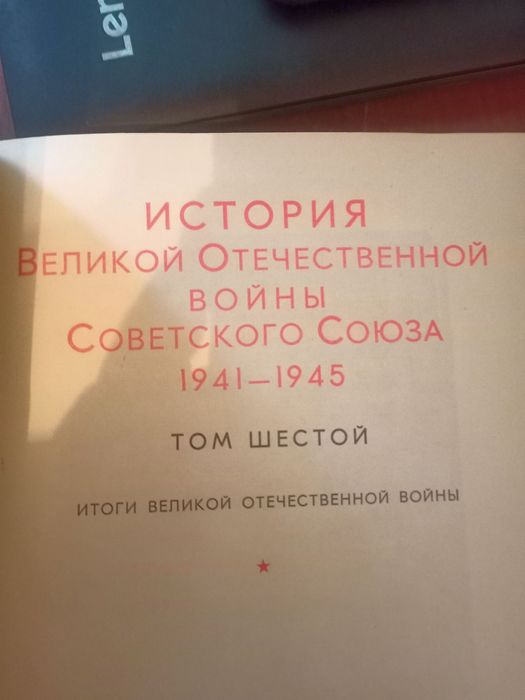 Len
ИСТОРИЯ
ВЕЛИКОЙ ОТЕЧЕСТВЕННОЙ
ВОЙНЫ
СОВЕТСКОГО СОЮЗА
1941—1945
ТОМ ШЕСТОЙ
ИТОГИ ВЕЛИКОЙ ОТЕЧЕСТВЕННОЙ ВОЙНЫ